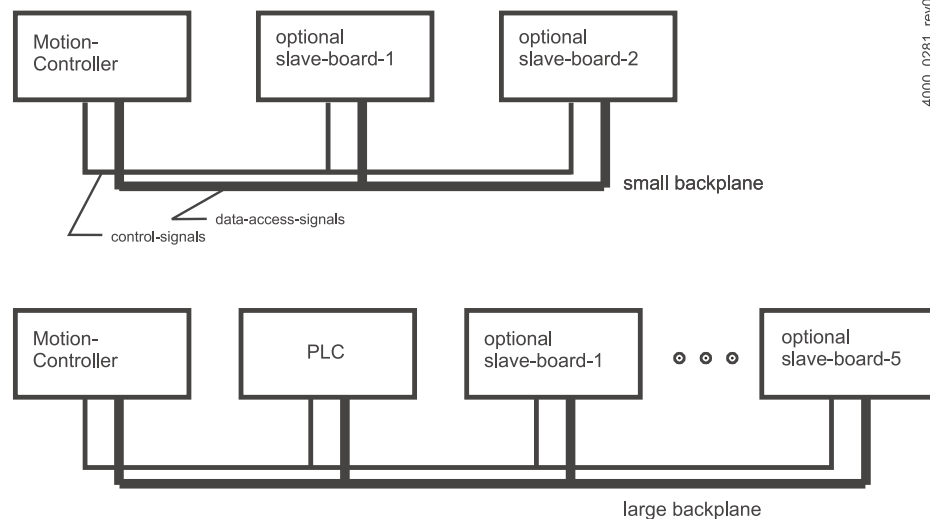 Motion-
Controller
optional
slave-board-1
optional
slave-board-2
4000_0281_rev0
small backplane
data-access-signals
control-signals
Motion-
Controller
PLC
optional
slave-board-1
optional
slave-board-5
large backplane